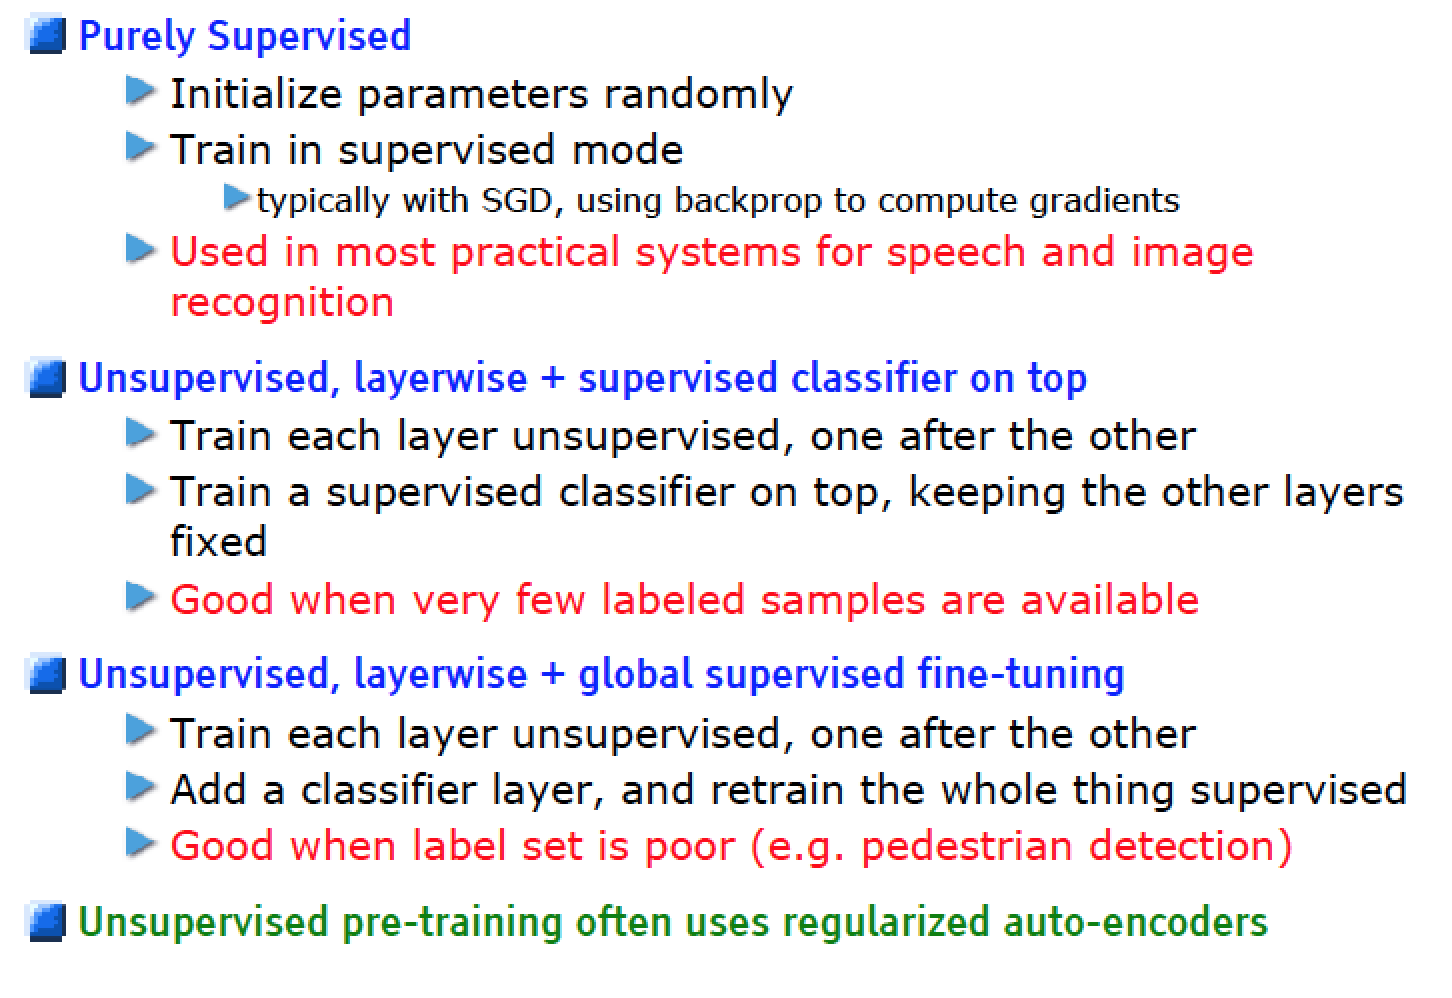 Purely Supervised
Initialize parameters randomly
Train in supervised mode
typically with SGD, using backprop to compute gradients
Used in most practical systems for speech and image
recognition
Unsupervised, layerwise + supervised classifier on top
Train each layer unsupervised, one after the other
Train a supervised classifier on top, keeping the other layers
fixed
Good when very few labeled samples are available
Unsupervised, layerwise + global supervised fine-tuning
Train each layer unsupervised, one after the other
Add a classifier layer, and retrain the whole thing supervised
Good when label set is poor (e.g. pedestrian detection)
Unsupervised pre-training often uses regularized auto-encoders